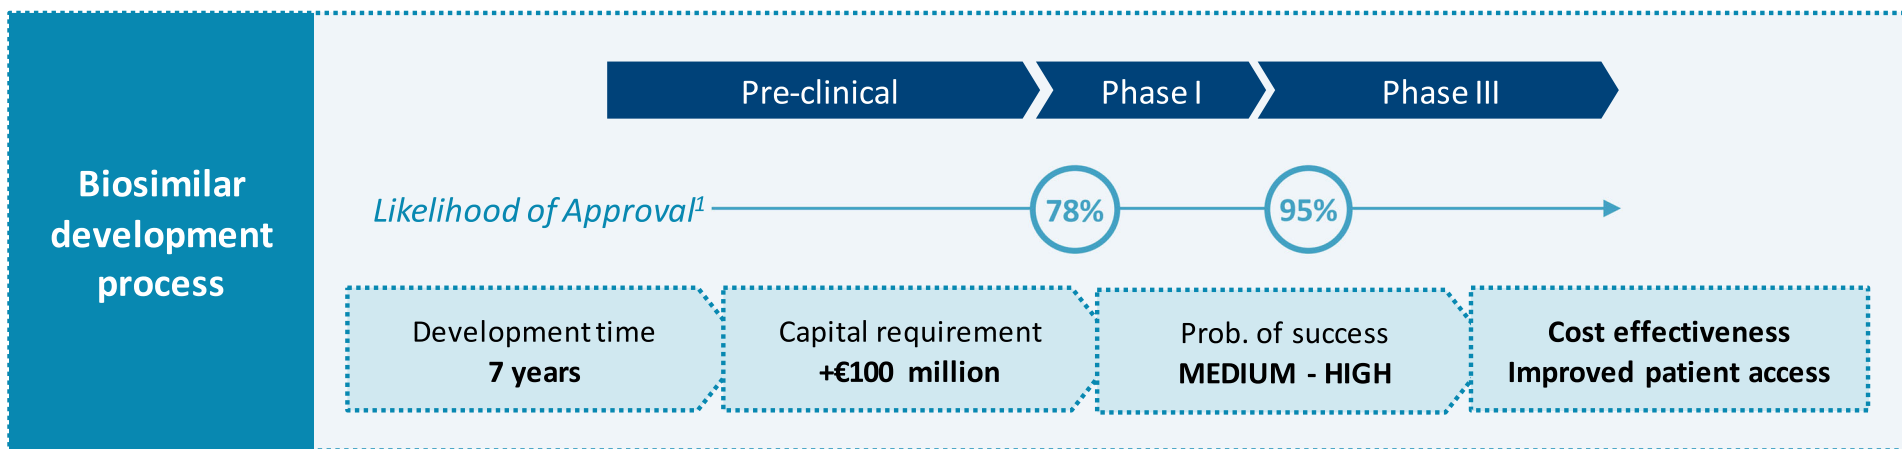 Biosimilar
development
process
Pre-clinical
Phase I
Phase III
Likelihood of Approval¹
78%
95%
Development time
7 years
Capital requirement
+€100 million
Prob. of success
MEDIUM - HIGH
Cost effectiveness
Improved patient access